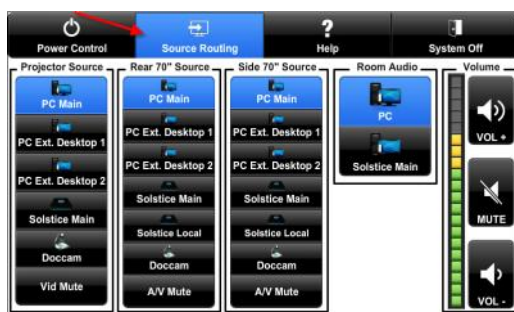 Power Control
Source Routing
?
Help
System Off
Projector Source
PC Main
PC Ext. Desktop 1
PC Ext. Desktop 2
Solstice Main
Doccam
Vid Mute
Rear 70" Source
PC Main
PC Ext. Desktop 1
PC Ext. Desktop 2
Solstice Main
Solstice Local
Doccam
A/V Mute
Side 70" Source
PC Main
PC Ext. Desktop 1
PC Ext. Desktop 2
Solstice Main
Solstice Local
Doccam
A/V Mute
Room Audio
PC
Solstice Main
Volume
VOL +
MUTE
VOL -